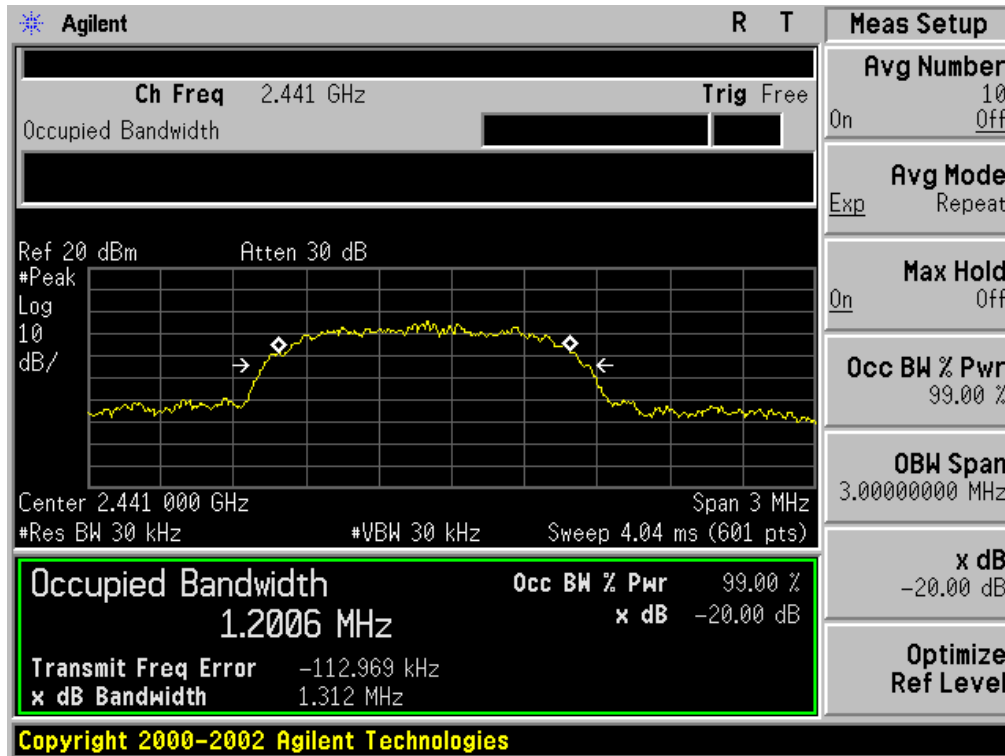 Agilent R T
Ch Freq 2.441 GHz Trig Free
Occupied Bandwidth
Ref 20 dBm Atten 30 dB
#Peak
Log
10
dB/
Center 2.441 000 GHz Span 3 MHz
#Res BW 30 kHz #VBW 30 kHz Sweep 4.04 ms (601 pts)
Occupied Bandwidth Occ BW % Pwr 99.00 %
1.2006 MHz x dB -20.00 dB
Transmit Freq Error -112.969 kHz
x dB Bandwidth 1.312 MHz
Copyright 2000-2002 Agilent Technologies
Meas Setup
Avg Number
10
On Off
Avg Mode
Exp Repeat
Max Hold
On Off
Occ BW % Pwr
99.00 %
OBW Span
3.00000000 MHz
x dB
-20.00 dB
Optimize
Ref Level